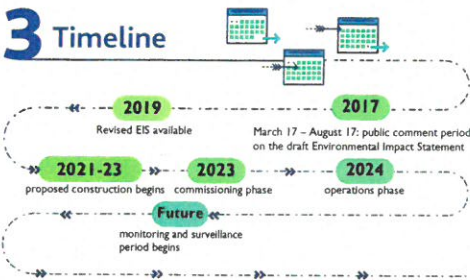 3 Timeline
2019
Revised EIS available
2017
March 17 – August 17: public comment period
on the draft Environmental Impact Statement
2021-23
proposed construction begins
2023
commissioning phase
2024
operations phase
Future
monitoring and surveillance
period begins